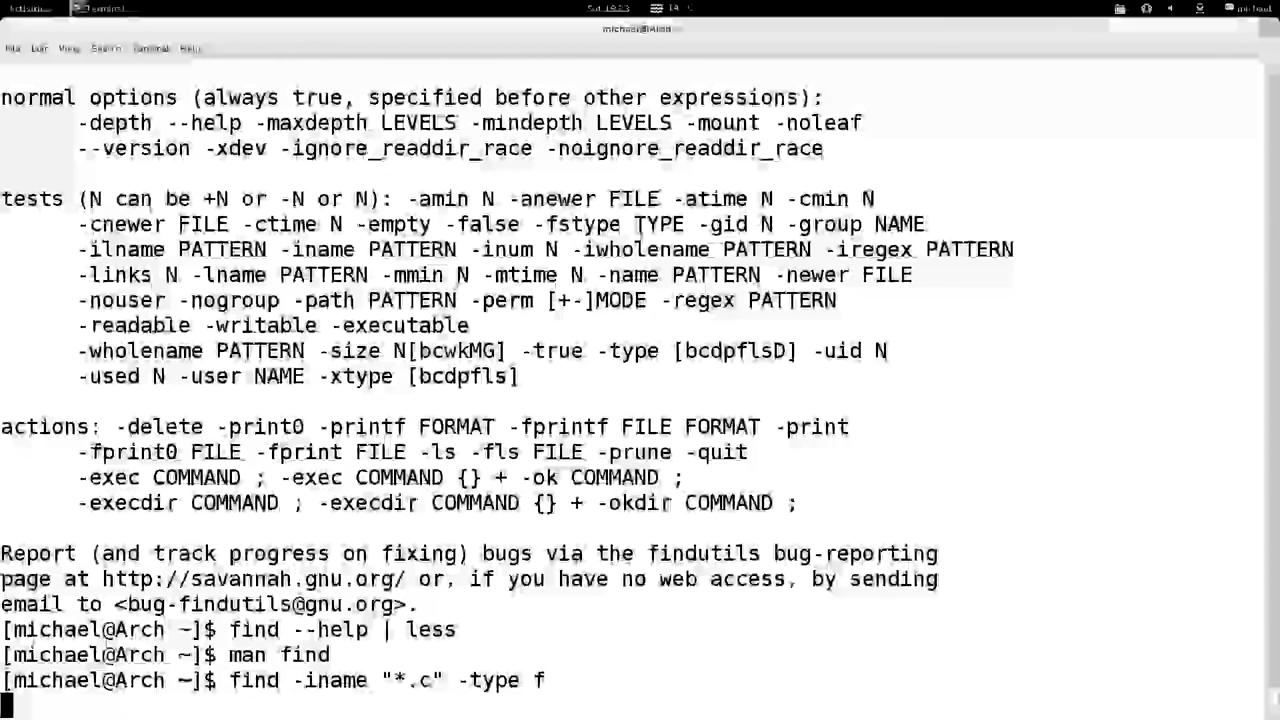 michael@Arch
File Edit View Search Terminal Help
normal options (always true, specified before other expressions):
-depth --help -maxdepth LEVELS -mindepth LEVELS -mount -noleaf
--version -xdev -ignore_readdir_race -noignore_readdir_race
tests (N can be +N or -N or N): -amin N -anewer FILE -atime N -cmin N
-cnewer FILE -ctime N -empty -false -fstype TYPE -gid N -group NAME
-ilname PATTERN -iname PATTERN -inum N -iwholename PATTERN -iregex PATTERN
-links N -lname PATTERN -mmin N -mtime N -name PATTERN -newer FILE
-nouser -nogroup -path PATTERN -perm [+-]MODE -regex PATTERN
-readable -writable -executable
-wholename PATTERN -size N[bcwkMG] -true -type [bcdpflsD] -uid N
-used N -user NAME -xtype [bcdpfls]
actions: -delete -print0 -printf FORMAT -fprintf FILE FORMAT -print
-fprint0 FILE -fprint FILE -ls -fls FILE -prune -quit
-exec COMMAND ; -exec COMMAND {} + -ok COMMAND ;
-execdir COMMAND ; -execdir COMMAND {} + -okdir COMMAND ;
Report (and track progress on fixing) bugs via the findutils bug-reporting
page at http://savannah.gnu.org/ or, if you have no web access, by sending
email to <bug-findutils@gnu.org>.
[michael@Arch ~]$ find --help | less
[michael@Arch ~]$ man find
[michael@Arch ~]$ find -iname "*.c" -type f